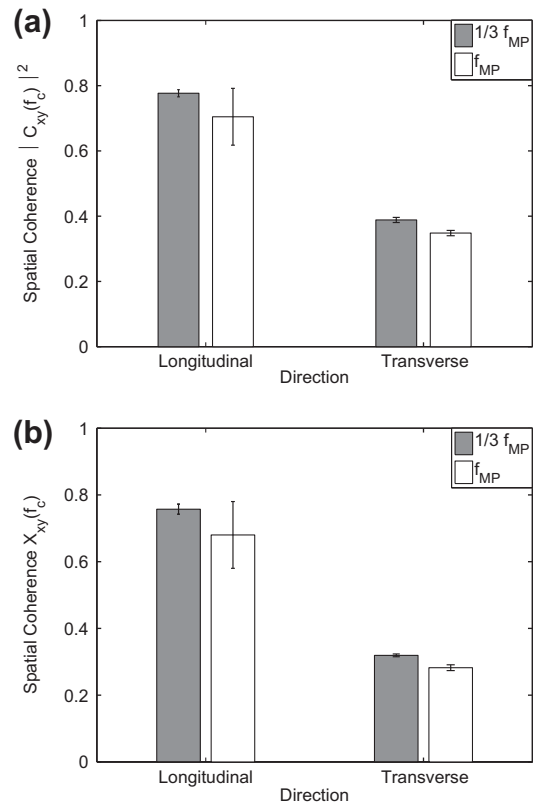 (a)
1
1/3 f_MP
f_MP
0.8
0.6
0.4
0.2
0
Spatial Coherence | C_xy(f_c) |^2
Longitudinal
Transverse
Direction
(b)
1
1/3 f_MP
f_MP
0.8
0.6
0.4
0.2
0
Spatial Coherence X_xy(f_c)
Longitudinal
Transverse
Direction